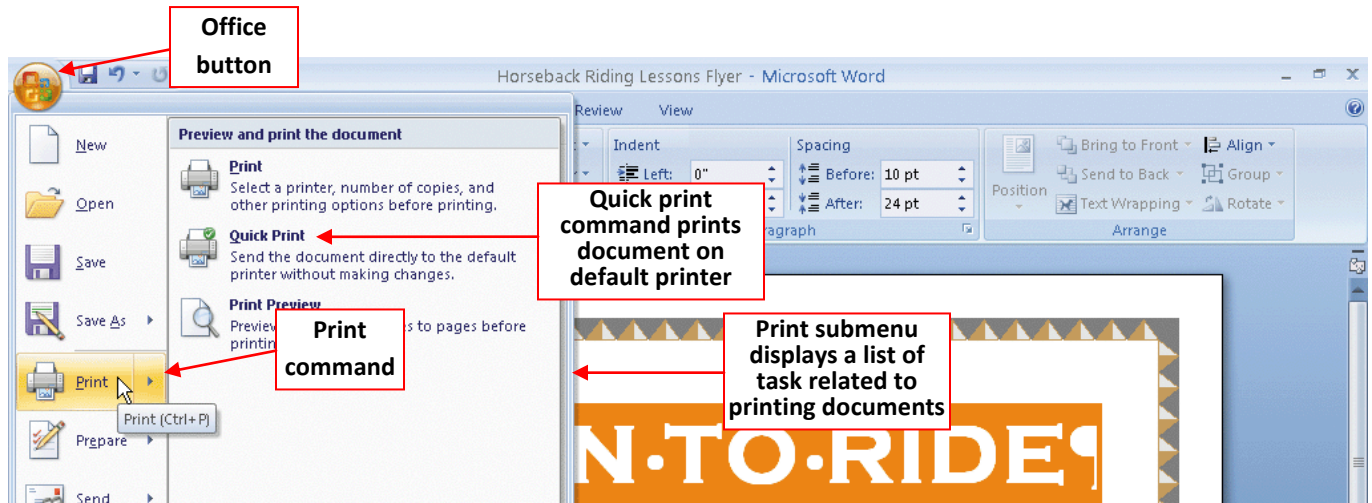 Office
button
Horseback Riding Lessons Flyer - Microsoft Word
Review View
New
Preview and print the document
Print
Select a printer, number of copies, and
other printing options before printing.
Indent
Left: 0"
Spacing
Before: 10 pt
After: 24 pt
Position
Bring to Front
Send to Back
Text Wrapping
Align
Group
Rotate
Arrange
Open
Quick Print
Send the document directly to the default
printer without making changes.
Quick print
command prints
document on
default printer
Save
Save As
Print Preview
Preview
s to pages before
Print
command
Print submenu
displays a list of
task related to
printing documents
Print
Print (Ctrl+P)
Prepare
Send
N·TO·RIDE¶